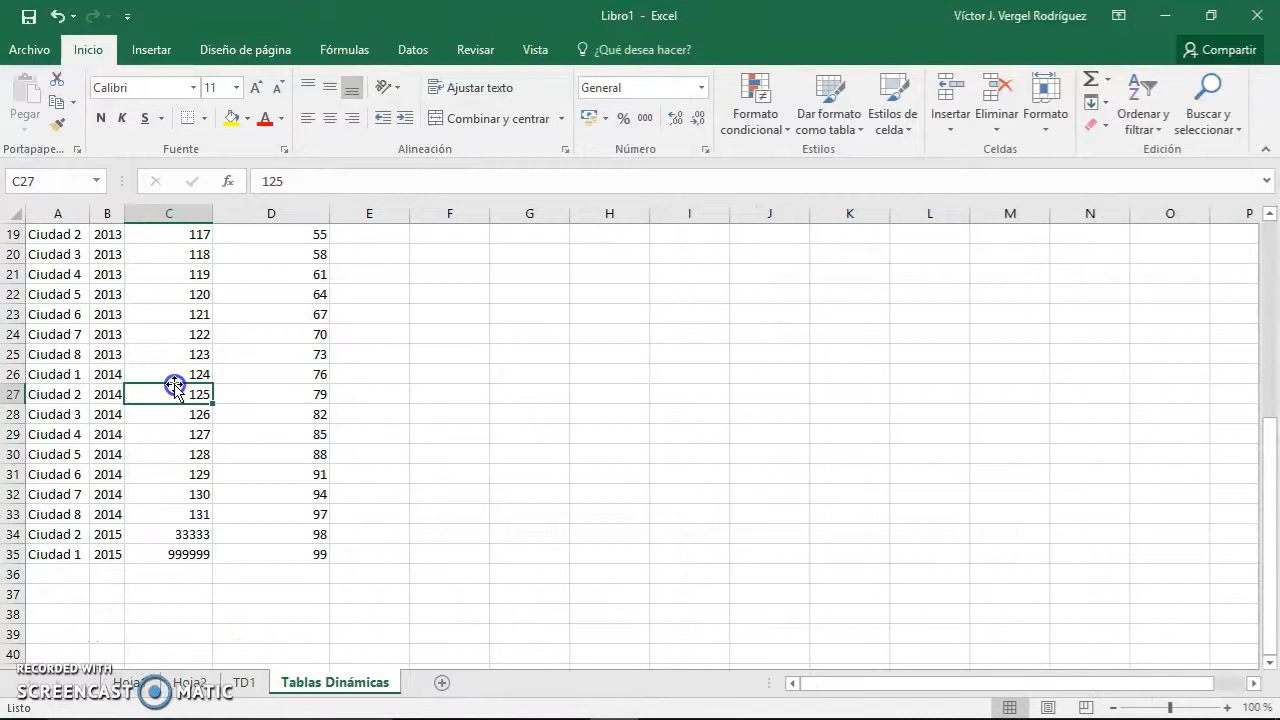 Libro1 - Excel
Víctor J. Vergel Rodríguez
Archivo Inicio Insertar Diseño de página Fórmulas Datos Revisar Vista ¿Qué desea hacer? Compartir
Pegar
Calibri 11
Ajustar texto
General
N K S
Combinar y centrar
% 000
Formato condicional
Dar formato como tabla
Estilos de celda
Insertar
Eliminar
Formato
Ordenar y filtrar
Buscar y seleccionar
Portapape...
Fuente
Alineación
Número
Estilos
Celdas
Edición
C27 fx 125
A B C D E F G H I J K L M N O P
19 Ciudad 2 2013 117 55
20 Ciudad 3 2013 118 58
21 Ciudad 4 2013 119 61
22 Ciudad 5 2013 120 64
23 Ciudad 6 2013 121 67
24 Ciudad 7 2013 122 70
25 Ciudad 8 2013 123 73
26 Ciudad 1 2014 124 76
27 Ciudad 2 2014 125 79
28 Ciudad 3 2014 126 82
29 Ciudad 4 2014 127 85
30 Ciudad 5 2014 128 88
31 Ciudad 6 2014 129 91
32 Ciudad 7 2014 130 94
33 Ciudad 8 2014 131 97
34 Ciudad 2 2015 33333 98
35 Ciudad 1 2015 999999 99
36
37
38
39
40
RECORDED WITH
SCREENCAST MATIC
TD1 Tablas Dinámicas
Listo
100 %